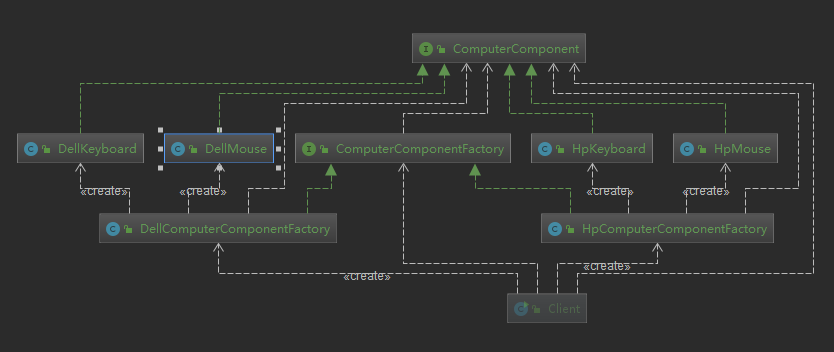 I ComputerComponent
C DellKeyboard
C DellMouse
I ComputerComponentFactory
C HpKeyboard
C HpMouse
«create»
«create»
«create»
«create»
C DellComputerComponentFactory
C HpComputerComponentFactory
«create»
«create»
C Client